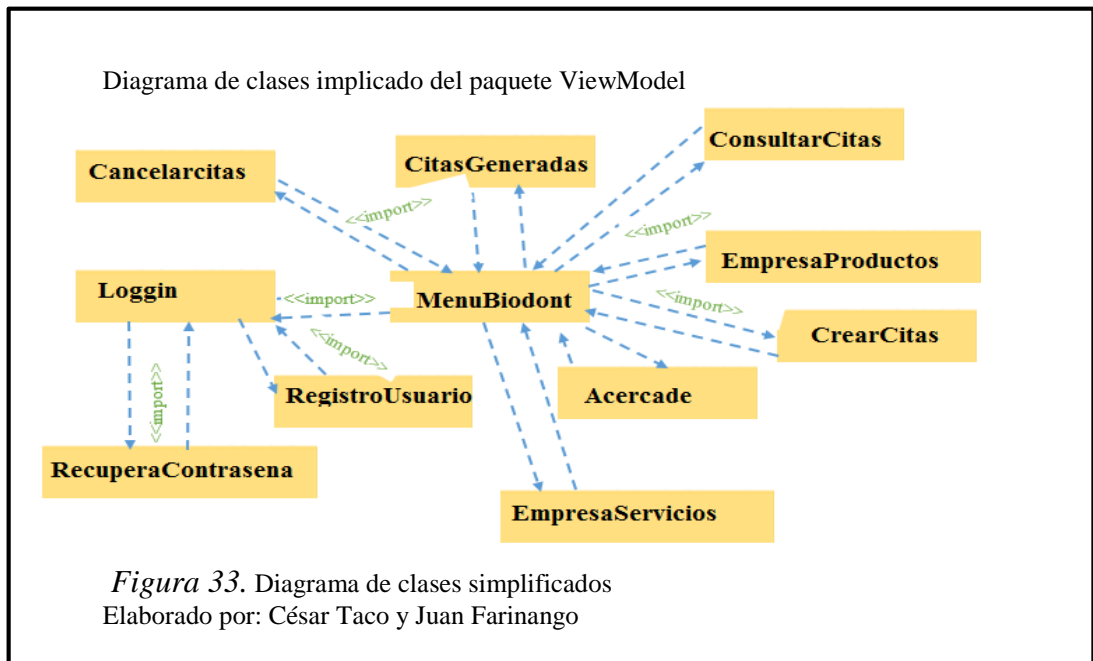 Diagrama de clases implicado del paquete ViewModel
Cancelarcitas
CitasGeneradas
ConsultarCitas
<<import>>
<<import>>
EmpresaProductos
Loggin
<<import>>
MenuBiodont
<<import>>
CrearCitas
<<import>>
RegistroUsuario
Acercade
<<import>>
RecuperaContrasena
EmpresaServicios
Figura 33. Diagrama de clases simplificados
Elaborado por: César Taco y Juan Farinango